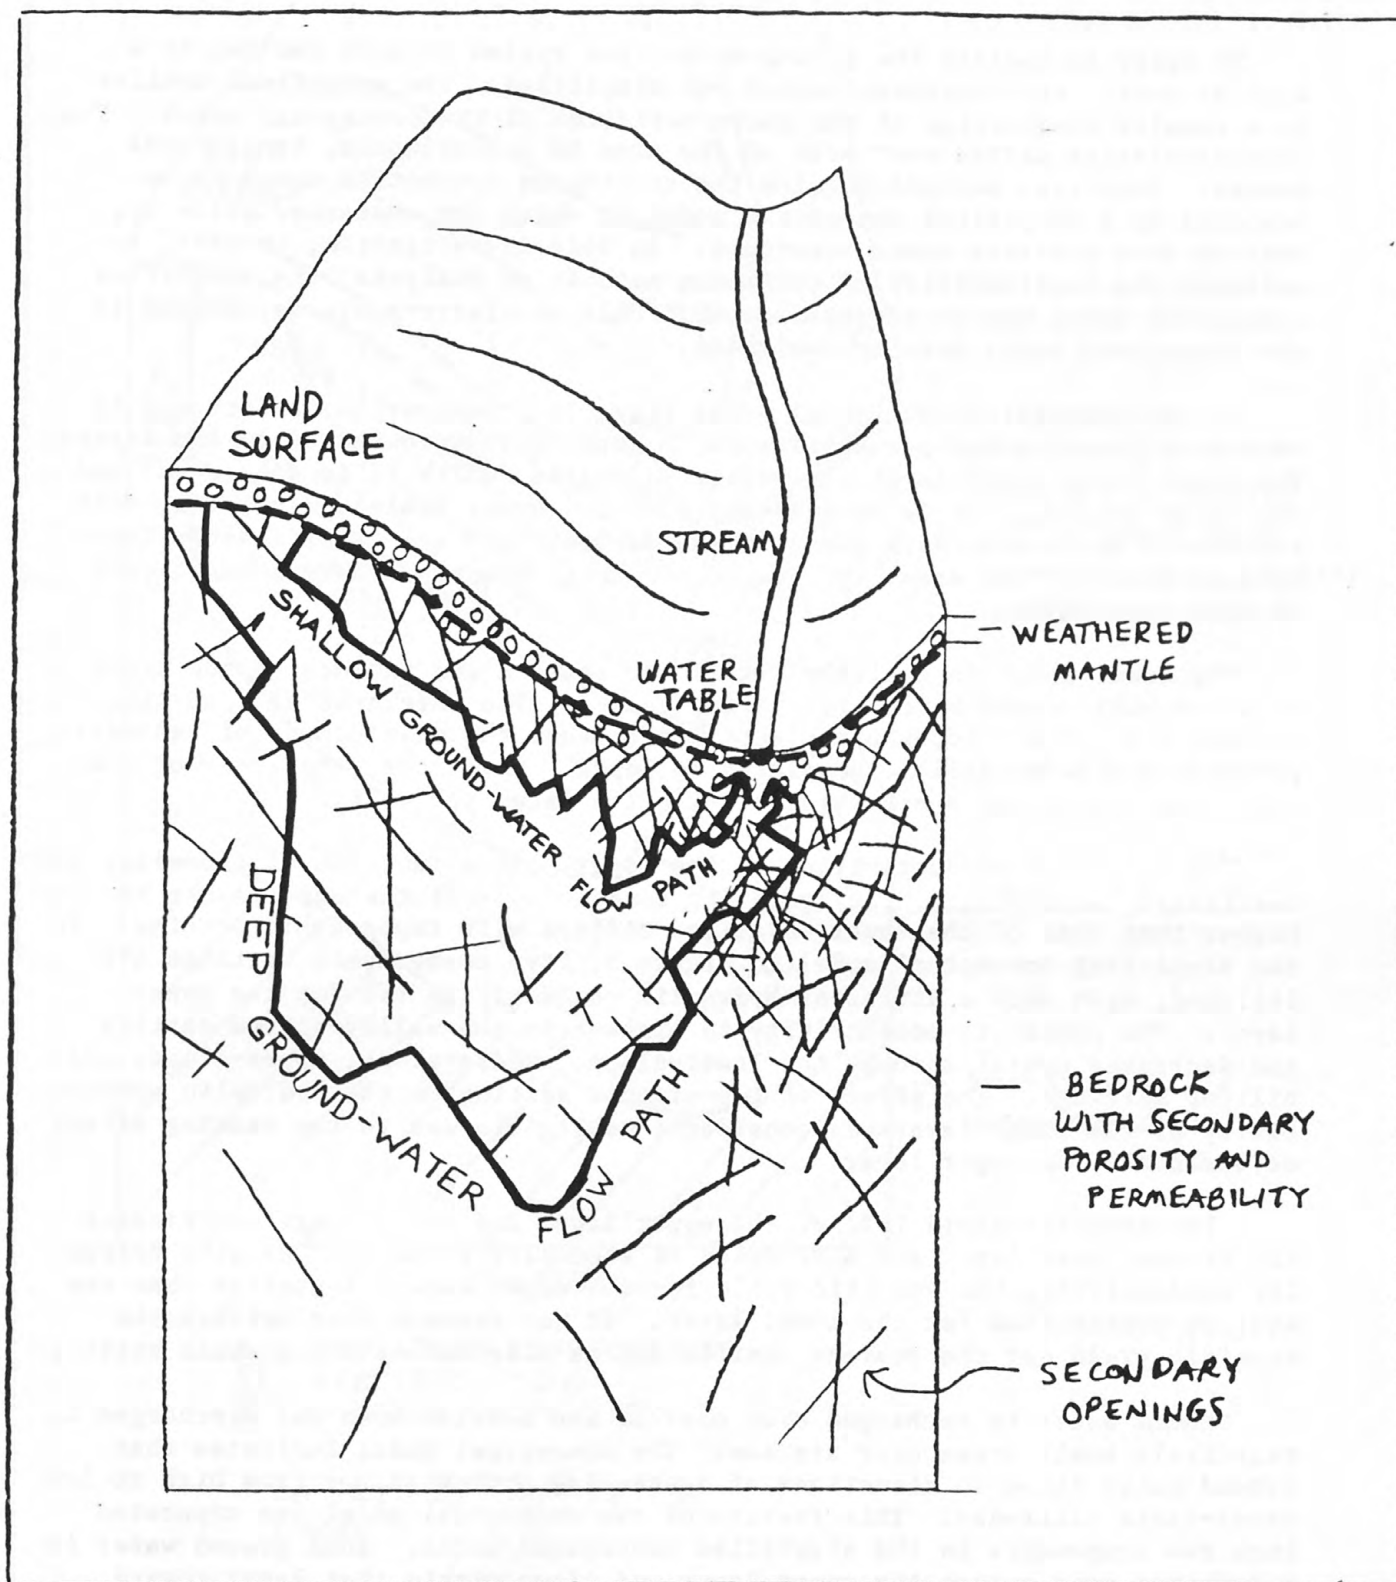 LAND
SURFACE
STREAM
WATER
TABLE
WEATHERED
MANTLE
SHALLOW GROUND-WATER
FLOW PATH
DEEP GROUND-WATER
FLOW PATH
BEDROCK
WITH SECONDARY
POROSITY AND
PERMEABILITY
SECONDARY
OPENINGS